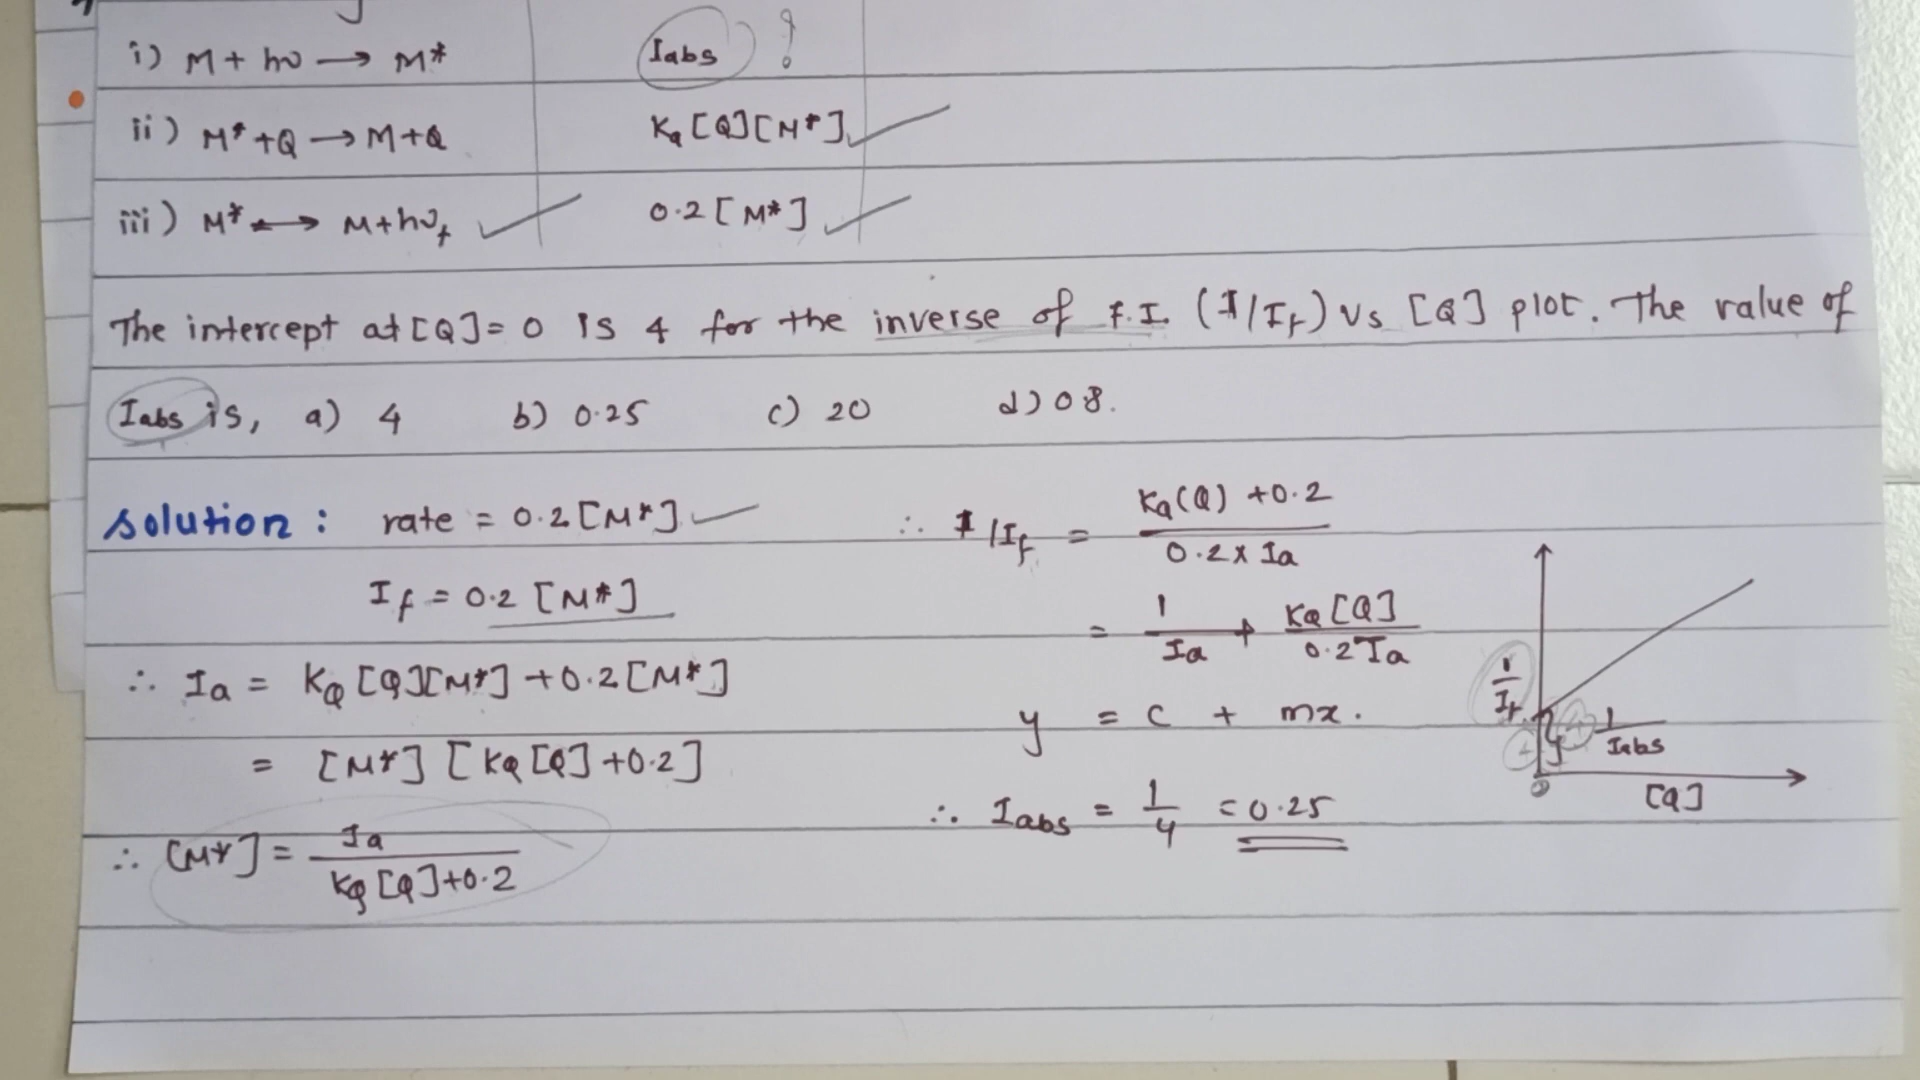 i) M + hν → M* Iabs ?
ii) M* + Q → M + Q Kq [Q][M*] ✓
iii) M* → M + hνf ✓ 0.2 [M*] ✓
The intercept at [Q] = 0 is 4 for the inverse of f.I. (1/If) Vs [Q] plot. The value of
Iabs is, a) 4 b) 0.25 c) 20 d) 0.8.
Solution : rate = 0.2 [M*] ✓
If = 0.2 [M*]
∴ Ia = KQ [Q][M*] + 0.2 [M*]
= [M*] [KQ [Q] + 0.2]
∴ [M*] = Ia / KQ [Q] + 0.2
∴ 1/If = Kq (Q) + 0.2 / 0.2 x Ia
= 1/Ia + KQ [Q] / 0.2 Ia
y = c + mx.
∴ Iabs = 1/4 = 0.25
1/If
1/Iabs
0
[Q]